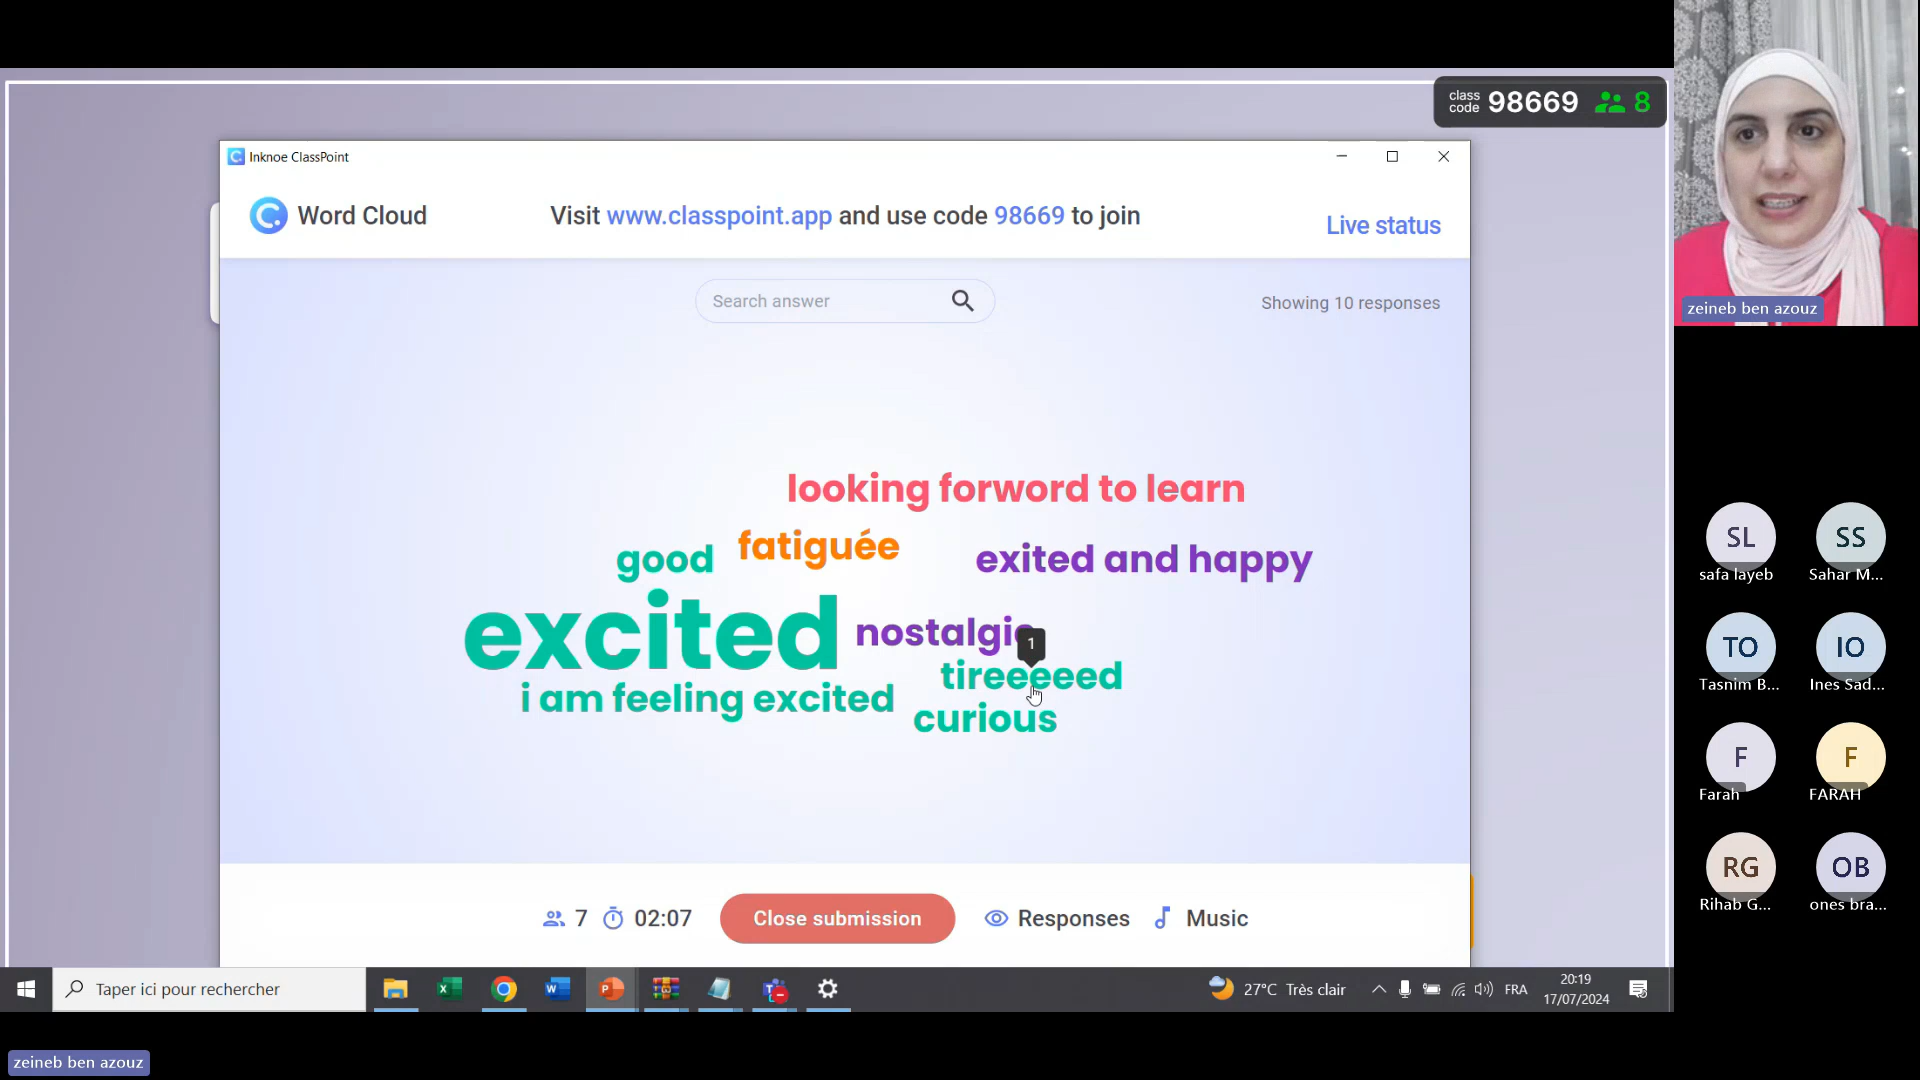 class code 98669 8
Inknoe ClassPoint
Word Cloud
Visit www.classpoint.app and use code 98669 to join
Live status
Search answer
Showing 10 responses
looking forword to learn
good
fatiguée
exited and happy
excited
1
tireeeeed
i am feeling excited
curious
7
02:07
Close submission
Responses
Music
Taper ici pour rechercher
27°C Très clair
FRA
20:19
17/07/2024
zeineb ben azouz
SL
SS
safa layeb
Sahar M...
TO
IO
Tasnim B...
Ines Sad...
F
F
Farah
FARAH
RG
OB
Rihab G...
ones bra...
zeineb ben azouz